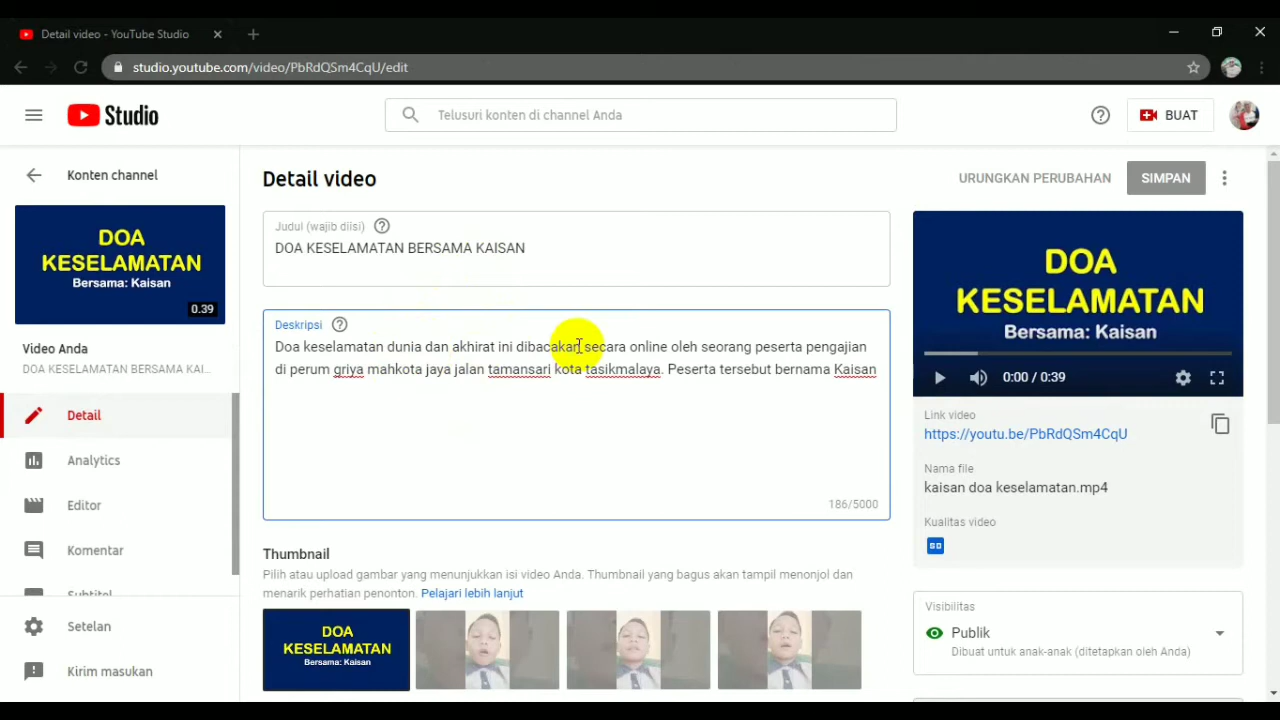 Detail video - YouTube Studio
studio.youtube.com/video/PbRdQSm4CqU/edit
Studio
Telusuri konten di channel Anda
BUAT
Konten channel
Detail video
URUNGKAN PERUBAHAN
SIMPAN
DOA
KESELAMATAN
Bersama: Kaisan
0.39
Video Anda
DOA KESELAMATAN BERSAMA KAI...
Detail
Analytics
Editor
Komentar
Subtitel
Setelan
Kirim masukan
Judul (wajib diisi)
DOA KESELAMATAN BERSAMA KAISAN
Deskripsi
Doa keselamatan dunia dan akhirat ini dibacakan secara online oleh seorang peserta pengajian
di perum griya mahkota jaya jalan tamansari kota tasikmalaya. Peserta tersebut bernama Kaisan
186/5000
Thumbnail
Pilih atau upload gambar yang menunjukkan isi video Anda. Thumbnail yang bagus akan tampil menonjol dan
menarik perhatian penonton. Pelajari lebih lanjut
DOA
KESELAMATAN
Bersama: Kaisan
DOA
KESELAMATAN
Bersama: Kaisan
0:00 / 0:39
Link video
https://youtu.be/PbRdQSm4CqU
Nama file
kaisan doa keselamatan.mp4
Kualitas video
SD
Visibilitas
Publik
Dibuat untuk anak-anak (ditetapkan oleh Anda)